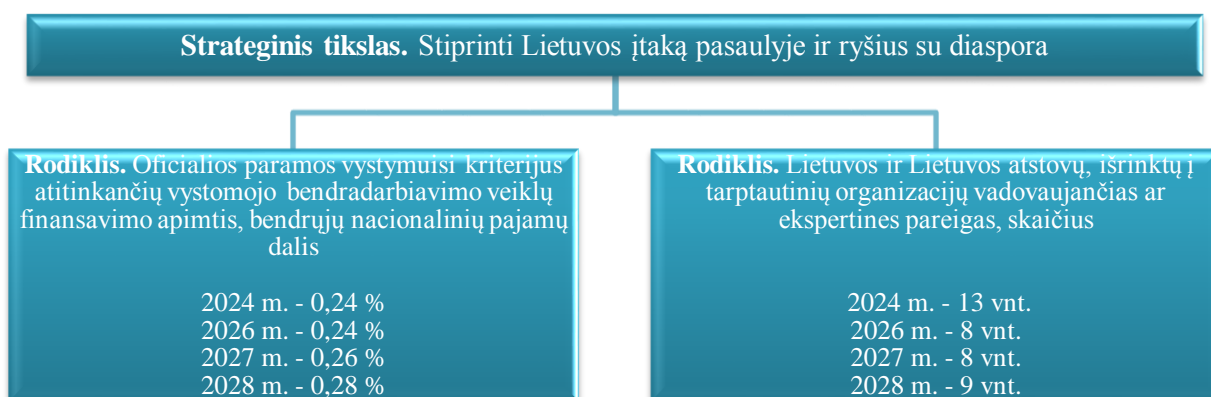 Strateginis tikslas. Stiprinti Lietuvos įtaką pasaulyje ir ryšius su diaspora
Rodiklis. Oficialios paramos vystymuisi kriterijus
atitinkančių vystomojo bendradarbiavimo veiklų
finansavimo apimtis, bendrųjų nacionalinių pajamų
dalis
2024 m. - 0,24 %
2026 m. - 0,24 %
2027 m. - 0,26 %
2028 m. - 0,28 %
Rodiklis. Lietuvos ir Lietuvos atstovų, išrinktų į
tarptautinių organizacijų vadovaujančias ar
ekspertines pareigas, skaičius
2024 m. - 13 vnt.
2026 m. - 8 vnt.
2027 m. - 8 vnt.
2028 m. - 9 vnt.